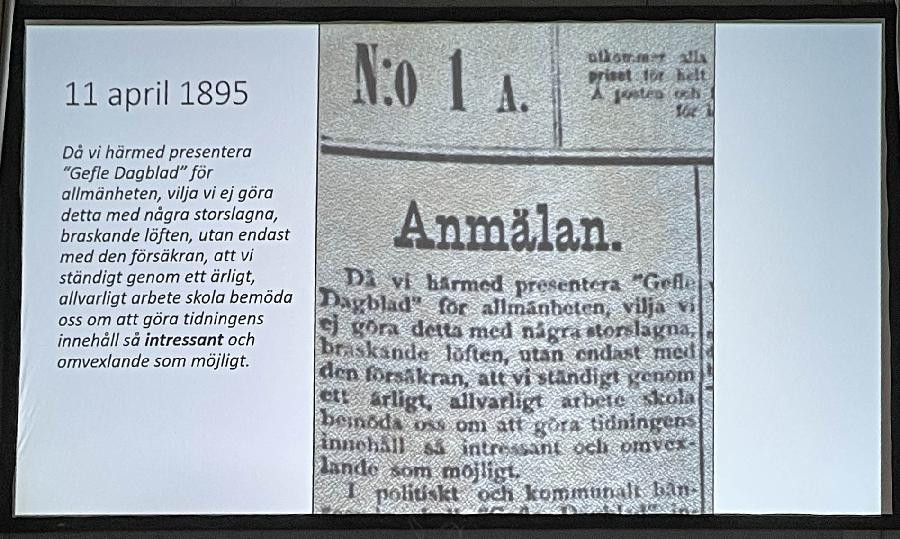 11 april 1895
Då vi härmed presentera
"Gefle Dagblad" för
allmänheten, vilja vi ej göra
detta med några storslagna,
braskande löften, utan endast
med den försäkran, att vi
ständigt genom ett ärligt,
allvarligt arbete skola bemöda
oss om att göra tidningens
innehåll så intressant och
omvexlande som möjligt.
N:o 1 A.
utkommer alla
priset för helt
Å posten och
för
Anmälan.
Då vi härmed presentera "Gefle
Dagblad" för allmänheten, vilja vi
ej göra detta med några storslagna,
braskande löften, utan endast med
den försäkran, att vi ständigt genom
ett ärligt, allvarligt arbete skola
bemöda oss om att göra tidningens
innehåll så intressant och omvex-
lande som möjligt.
I politiskt och kommunalt hän-